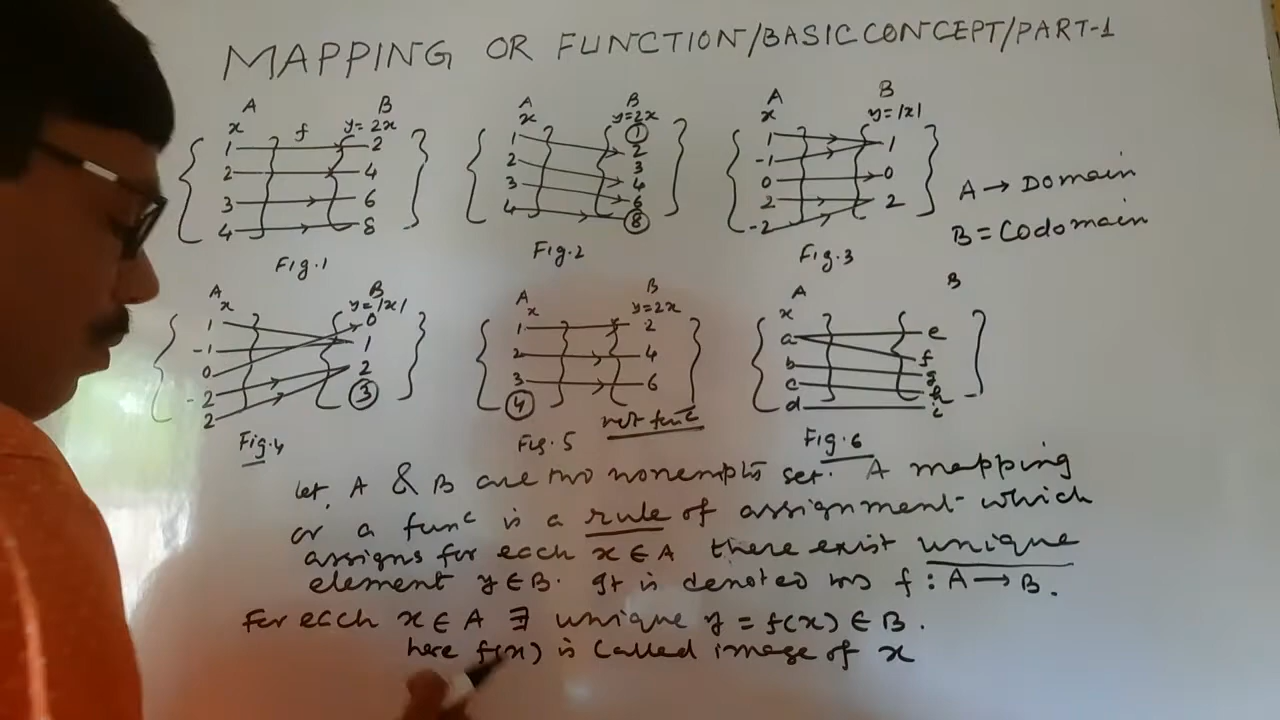 MAPPING OR FUNCTION/BASIC CONCEPT/PART-1
A B
x f y=2x
1 2
2 4
3 6
4 8
Fig.1
A B
x y=2x
1 1
2 2
3 3
4 4
6
8
Fig.2
A B
x y=|x|
1 1
-1 0
0 2
2
-2
Fig.3
A → Domain
B = Codomain
A B
x y=|x|
1 0
-1 1
0 2
-2 3
2
Fig.4
A B
x y=2x
1 2
2 4
3 6
4
Fig.5 not funᶜ
A B
x
a e
b f
c g
d h
i
Fig.6
Let A & B are two nonempty set. A mapping
or a funᶜ is a rule of assignment which
assigns for each x ∈ A there exist unique
element y ∈ B. It is denoted by f : A → B.
For each x ∈ A ∃ unique y = f(x) ∈ B.
here f(x) is called image of x